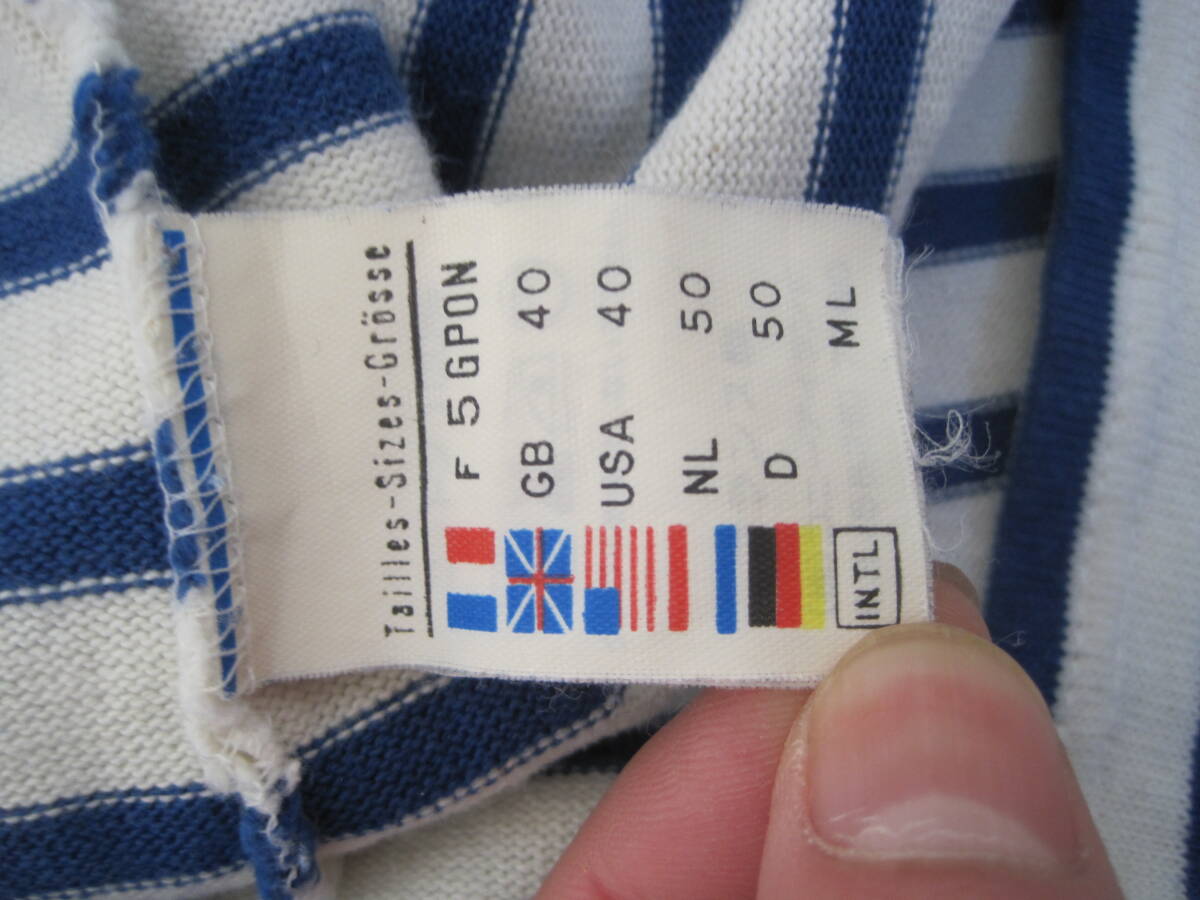 Tailles-Sizes-Grösse
F 5 GPON
GB 40
USA 40
NL 50
D 50
INTL ML